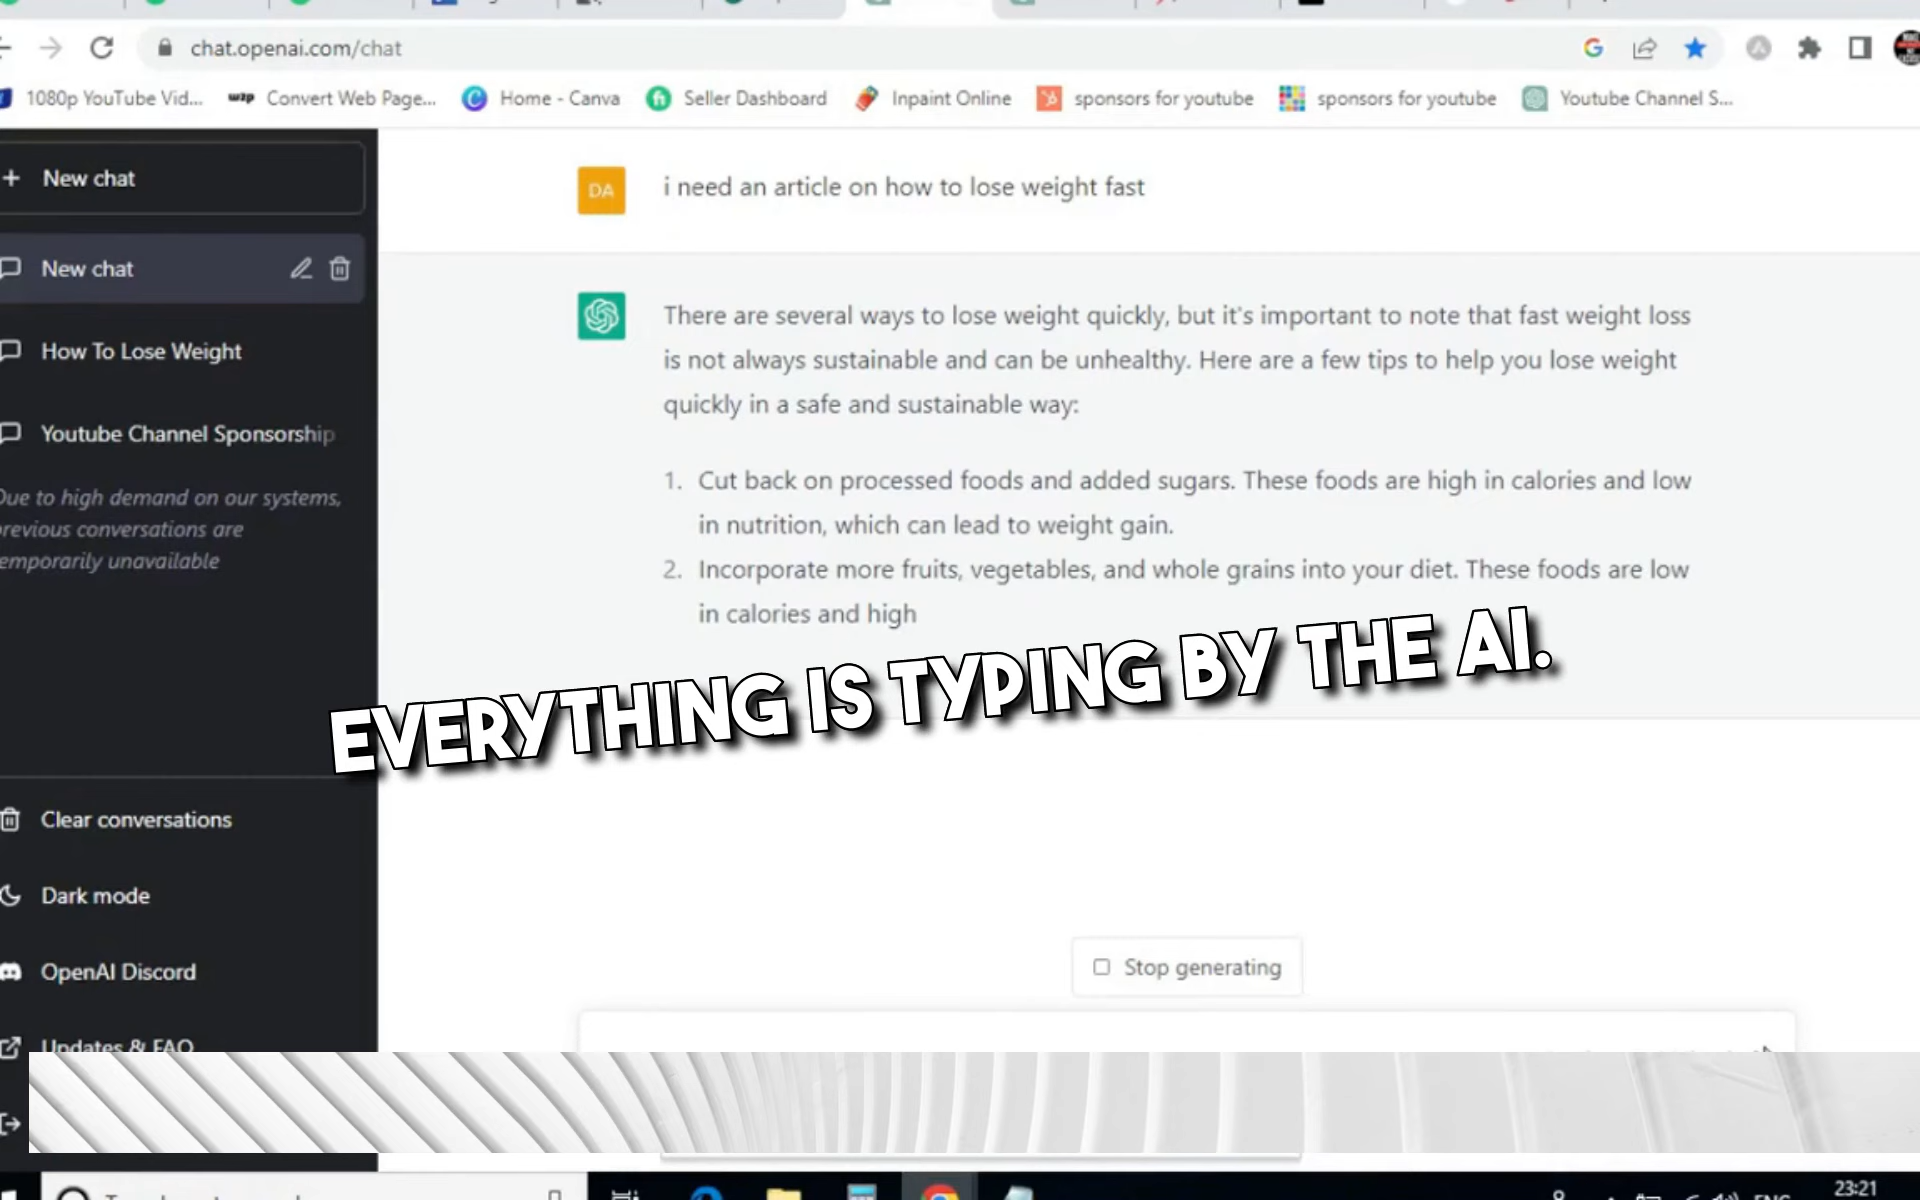 chat.openai.com/chat
1080p YouTube Vid...
Convert Web Page...
Home - Canva
Seller Dashboard
Inpaint Online
sponsors for youtube
sponsors for youtube
Youtube Channel S...
New chat
New chat
How To Lose Weight
Youtube Channel Sponsorship
Due to high demand on our systems,
previous conversations are
temporarily unavailable
Clear conversations
Dark mode
OpenAI Discord
Updates & FAQ
DA
i need an article on how to lose weight fast
There are several ways to lose weight quickly, but it's important to note that fast weight loss
is not always sustainable and can be unhealthy. Here are a few tips to help you lose weight
quickly in a safe and sustainable way:
1. Cut back on processed foods and added sugars. These foods are high in calories and low
in nutrition, which can lead to weight gain.
2. Incorporate more fruits, vegetables, and whole grains into your diet. These foods are low
in calories and high
EVERYTHING IS TYPING BY THE AI.
Stop generating
23:21